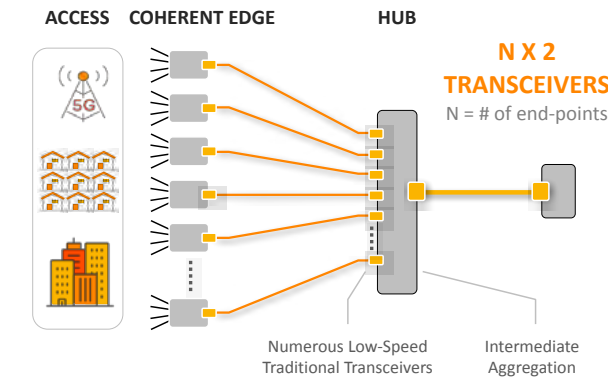 ACCESS COHERENT EDGE HUB
N X 2
TRANSCEIVERS
N = # of end-points
5G
Numerous Low-Speed
Traditional Transceivers
Intermediate
Aggregation